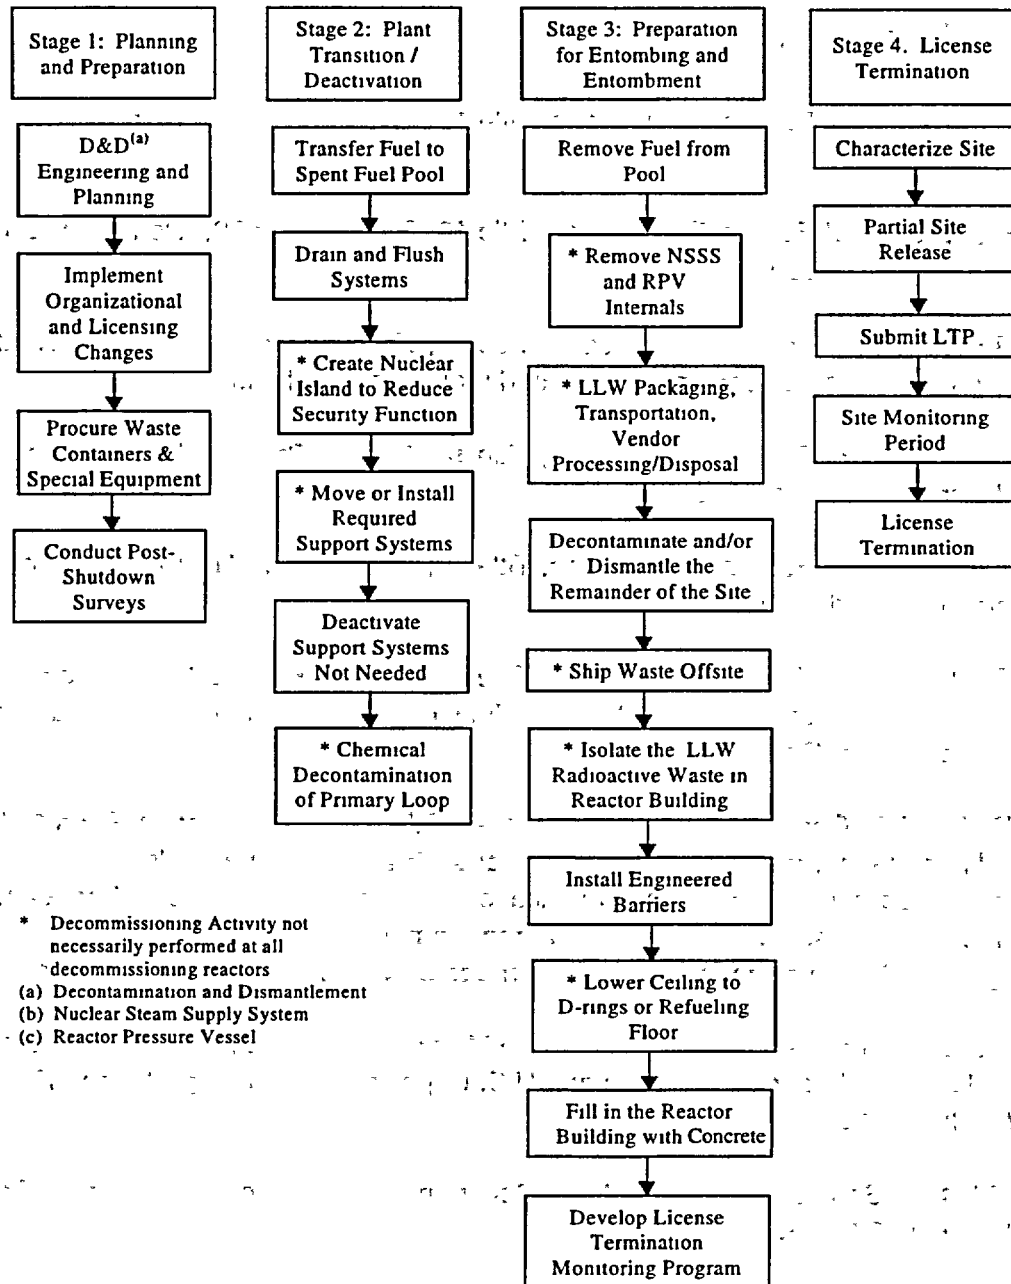 Stage 1: Planning
and Preparation
D&D(a)
Engineering and
Planning
Implement
Organizational
and Licensing
Changes
Procure Waste
Containers &
Special Equipment
Conduct Post-
Shutdown
Surveys
Stage 2: Plant
Transition /
Deactivation
Transfer Fuel to
Spent Fuel Pool
Drain and Flush
Systems
* Create Nuclear
Island to Reduce
Security Function
* Move or Install
Required
Support Systems
Deactivate
Support Systems
Not Needed
* Chemical
Decontamination
of Primary Loop
Stage 3: Preparation
for Entombing and
Entombment
Remove Fuel from
Pool
* Remove NSSS
and RPV
Internals
* LLW Packaging,
Transportation,
Vendor
Processing/Disposal
Decontaminate and/or
Dismantle the
Remainder of the Site
* Ship Waste Offsite
* Isolate the LLW
Radioactive Waste in
Reactor Building
Install Engineered
Barriers
* Lower Ceiling to
D-rings or Refueling
Floor
Fill in the Reactor
Building with Concrete
Develop License
Termination
Monitoring Program
Stage 4. License
Termination
Characterize Site
Partial Site
Release
Submit LTP
Site Monitoring
Period
License
Termination
* Decommissioning Activity not
necessarily performed at all
decommissioning reactors
(a) Decontamination and Dismantlement
(b) Nuclear Steam Supply System
(c) Reactor Pressure Vessel